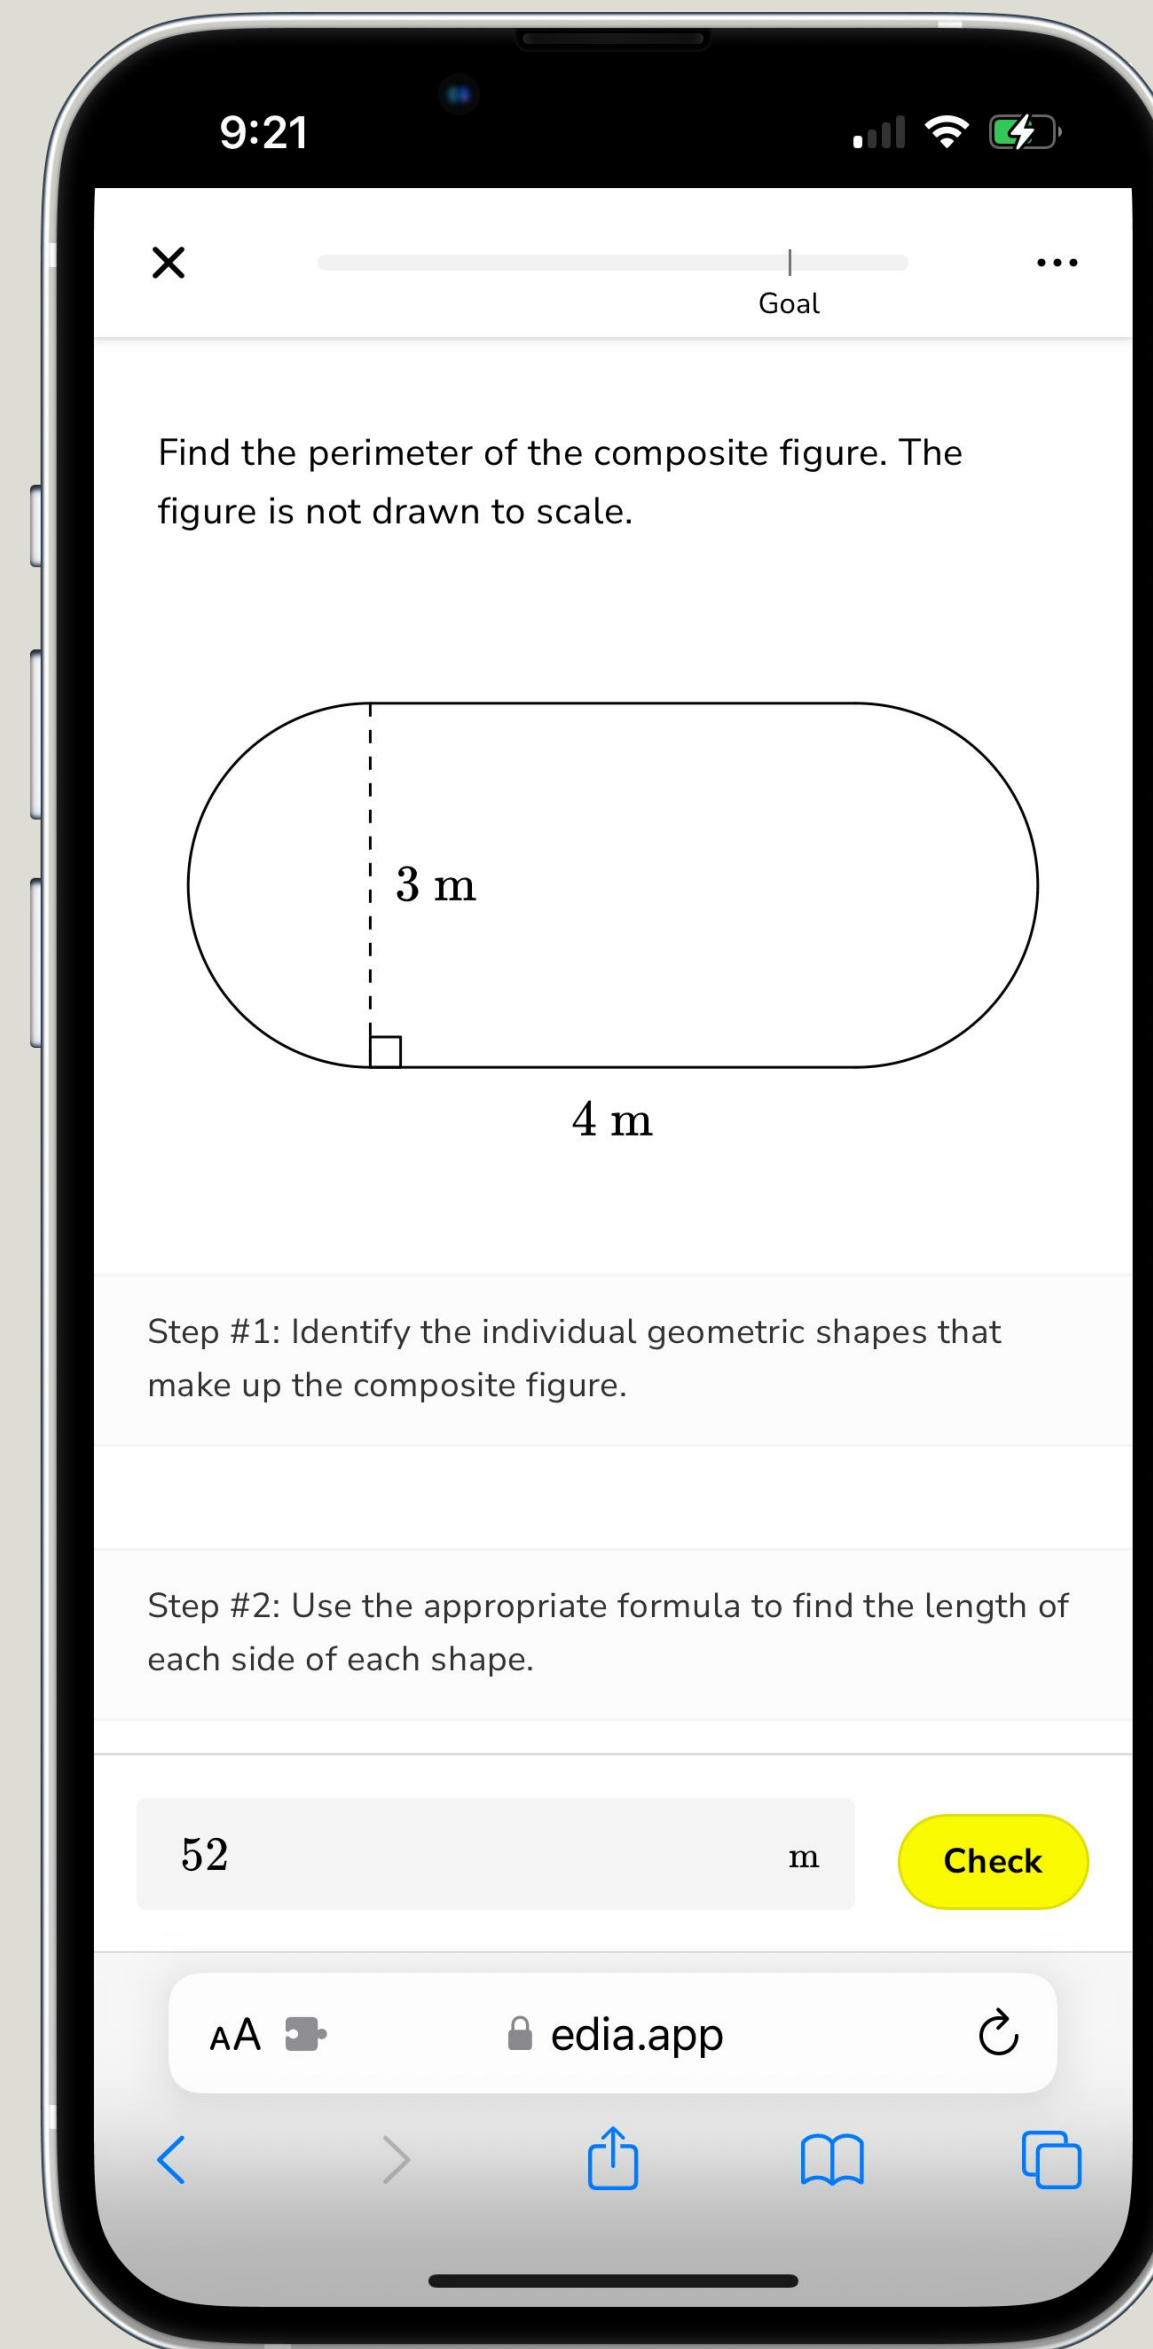 9:21
Goal
Find the perimeter of the composite figure. The
figure is not drawn to scale.
3 m
4 m
Step #1: Identify the individual geometric shapes that
make up the composite figure.
Step #2: Use the appropriate formula to find the length of
each side of each shape.
52 m
Check
AA
edia.app